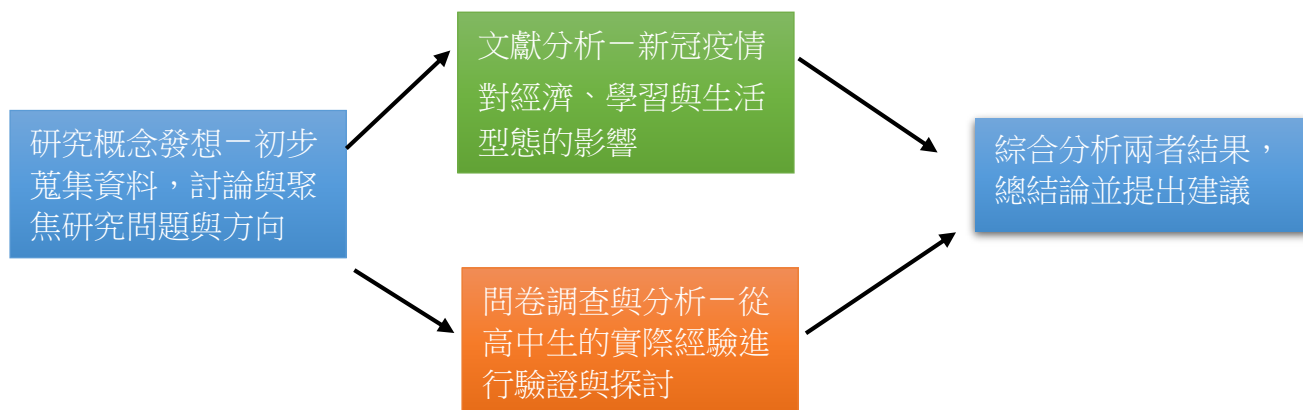 研究概念發想－初步
蒐集資料，討論與聚
焦研究問題與方向
文獻分析－新冠疫情
對經濟、學習與生活
型態的影響
問卷調查與分析－從
高中生的實際經驗進
行驗證與探討
綜合分析兩者結果，
總結論並提出建議